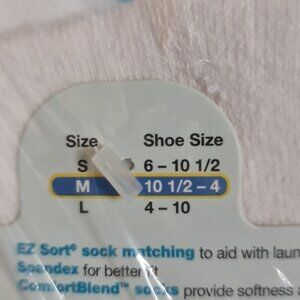 Size Shoe Size
S 6 – 10 1/2
M 10 1/2 – 4
L 4 – 10
EZ Sort® sock matching to aid with laun
Spandex for better fit
ComfortBlend™ socks provide softness a